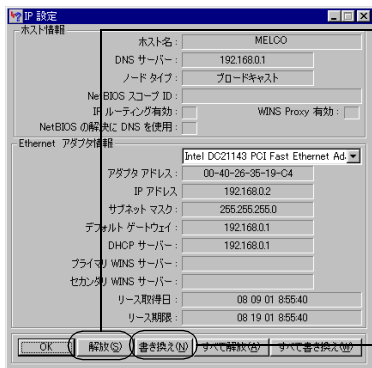 IP 設定
ホスト情報
ホスト名: MELCO
DNS サーバー: 192.168.0.1
ノード タイプ: ブロードキャスト
NetBIOS スコープ ID:
IP ルーティング有効: WINS Proxy 有効:
NetBIOS の解決に DNS を使用:
Ethernet アダプタ情報
Intel DC21143 PCI Fast Ethernet Ad
アダプタ アドレス: 00-40-26-35-19-C4
IP アドレス 192.168.0.2
サブネット マスク: 255.255.255.0
デフォルト ゲートウェイ: 192.168.0.1
DHCP サーバー: 192.168.0.1
プライマリ WINS サーバー:
セカンダリ WINS サーバー:
リース取得日: 08 09 01 8:55:40
リース期限: 08 19 01 8:55:40
OK 解放(S) 書き換え(N) すべて解放(A) すべて書き換え(W)